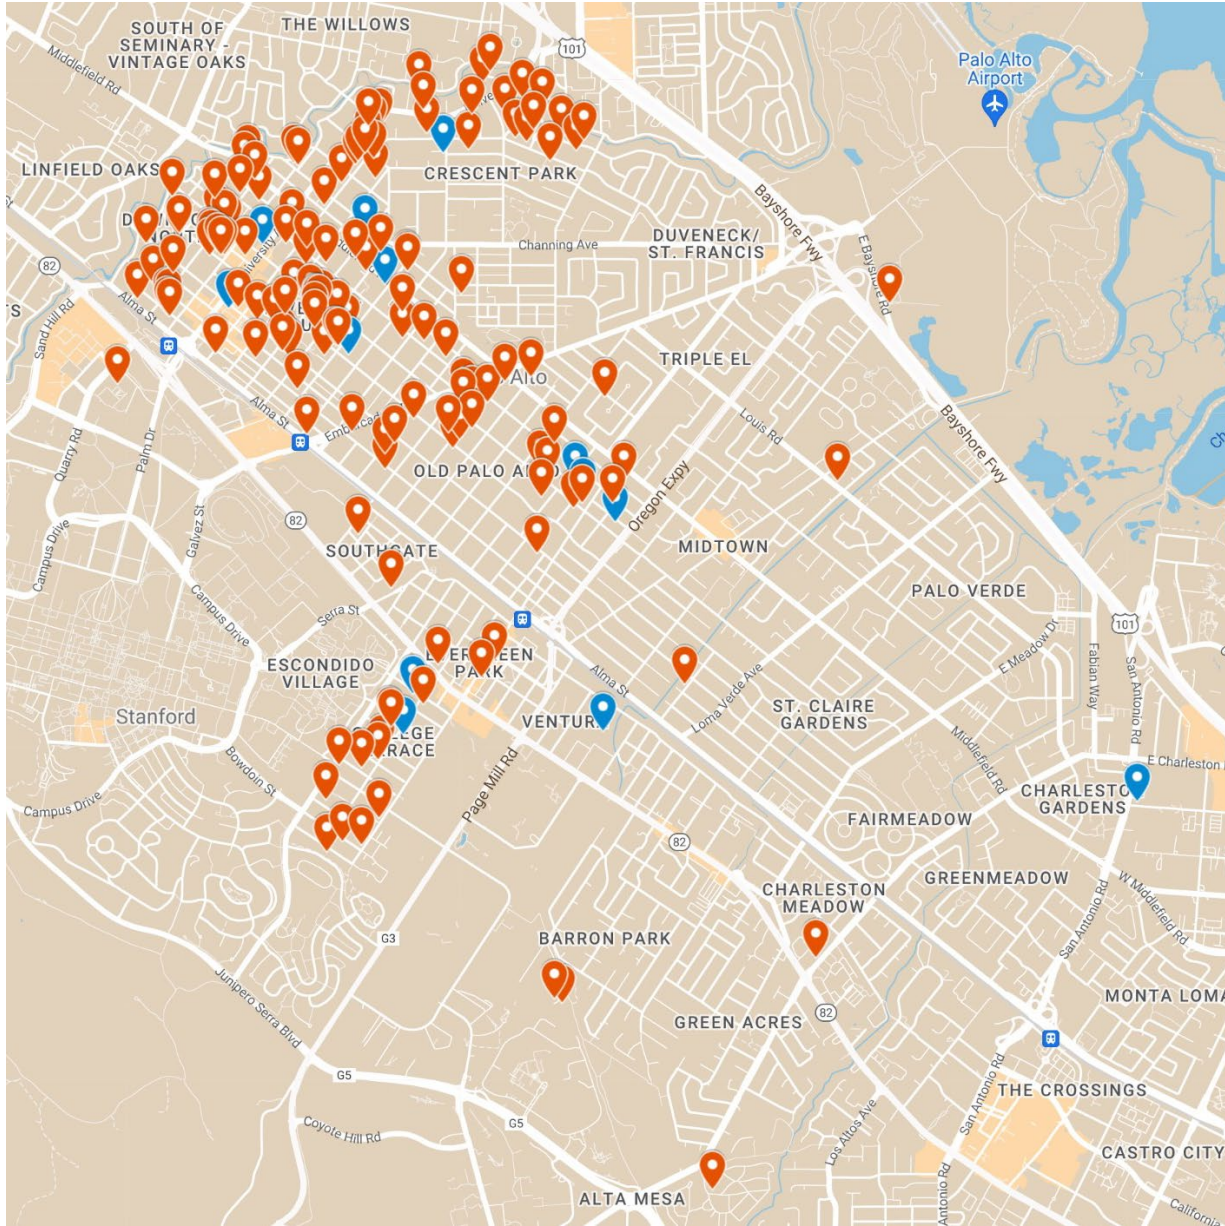 THE WILLOWS
SOUTH OF
SEMINARY -
VINTAGE OAKS
101
Palo Alto
Airport
Middlefield Rd
LINFIELD OAKS
CRESCENT PARK
Bayshore Fwy
DUVENECK/
ST. FRANCIS
E Bayshore Rd
Channing Ave
82
Sand Hill Rd
Alma St
TRIPLE EL
Alto
Louis Rd
Bayshore Fwy
Alma St
Quarry Rd
Palm Dr
OLD PALO
Oregon Expy
Galvez St
82
Campus Drive
SOUTHGATE
MIDTOWN
Campus Drive
Serra St
PALO VERDE
101
E Meadow Dr
Fabian Way
San Antonio Rd
ESCONDIDO
VILLAGE
PARK
Alma St
Loma Verde Ave
Stanford
ST. CLAIRE
GARDENS
Bowdoin St
Page Mill Rd
Middlefield Rd
E Charleston
Campus Drive
GARDENS
FAIRMEADOW
82
GREENMEADOW
W Middlefield Rd
CHARLESTON
MEADOW
San Antonio Rd
G3
BARRON PARK
Junipero Serra Blvd
MONTA LOMA
GREEN ACRES
82
G5
THE CROSSINGS
San Antonio Rd
G5
Coyote Hill Rd
Los Altos Ave
CASTRO CITY
ALTA MESA
Antonio Rd
California